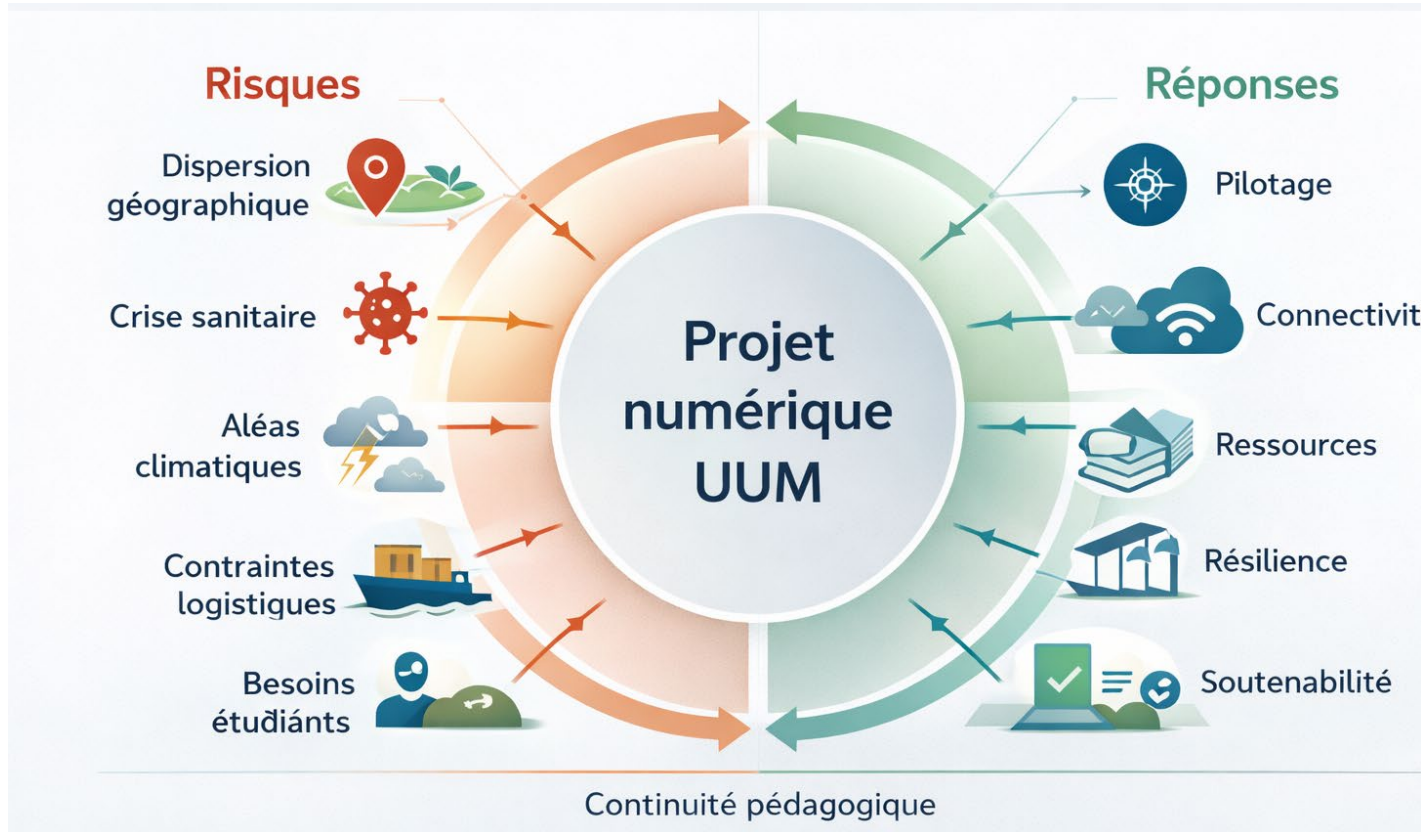 Risques
Dispersion
géographique
Crise sanitaire
Aléas
climatiques
Contraintes
logistiques
Besoins
étudiánts
Projet
numérique
UUM
Réponses
Pilotage
Connectivit
Ressources
Résilience
Soutenabilité
Continuité pédagogique